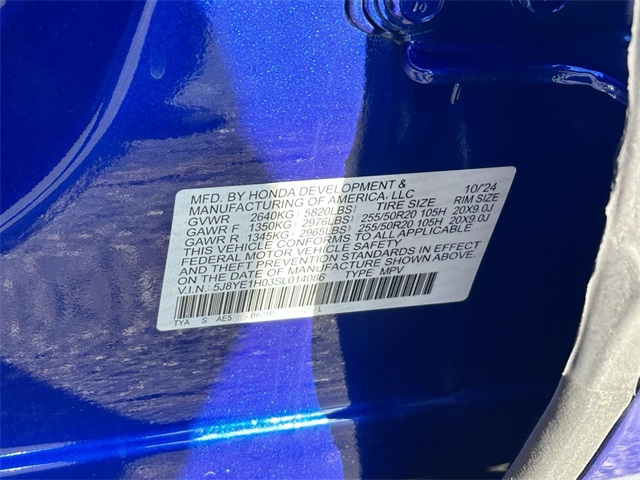 MFD. BY HONDA DEVELOPMENT & 10/'24
MANUFACTURING OF AMERICA, LLC
GVWR 2640KG( 5820LBS) TIRE SIZE RIM SIZE
GAWR F 1350KG( 2976LBS) 255/50R20 105H 20X9.0J
GAWR R 1345KG( 2965LBS) 255/50R20 105H 20X9.0J
THIS VEHICLE CONFORMS TO ALL APPLICABLE
FEDERAL MOTOR VEHICLE SAFETY
AND THEFT PREVENTION STANDARDS IN EFFECT
ON THE DATE OF MANUFACTURE SHOWN ABOVE.
V.I.N.: 5J8YE1H03SL014086 TYPE MPV
TYA S AE5